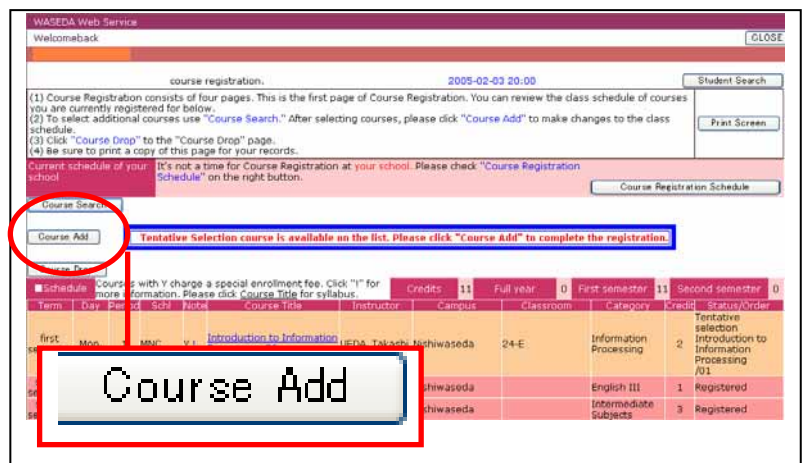 WASEDA Web Service
Welcomeback
CLOSE
course registration.
2005-02-03 20:00
Student Search
(1) Course Registration consists of four pages. This is the first page of Course Registration. You can review the class schedule of courses
you are currently registered for below.
(2) To select additional courses use "Course Search." After selecting courses, please click "Course Add" to make changes to the class
schedule.
(3) Click "Course Drop" to the "Course Drop" page.
(4) Be sure to print a copy of this page for your records.
Print Screen
Current schedule of your
school
It's not a time for Course Registration at your school. Please check "Course Registration
Schedule" on the right button.
Course Registration Schedule
Course Search
Course Add
Tentative Selection course is available on the list. Please click "Course Add" to complete the registration.
Course Drop
■Schedule
Courses with Y charge a special enrollment fee. Click "!" for
more information. Please click Course Title for syllabus.
Credits 11 Full year 0 First semester 11 Second semester 0
Term Day Period Schl Note Course Title Instructor Campus Classroom Category Credit Status/Order
first
Mon
MNC
Introduction to Information
UEDA, Takashi
Nishiwaseda
24-E
Information
Processing
2
Tentative
selection
Introduction to
Information
Processing
/01
shiwaseda English III 1 Registered
shiwaseda Intermediate
Subjects 3 Registered
Course Add